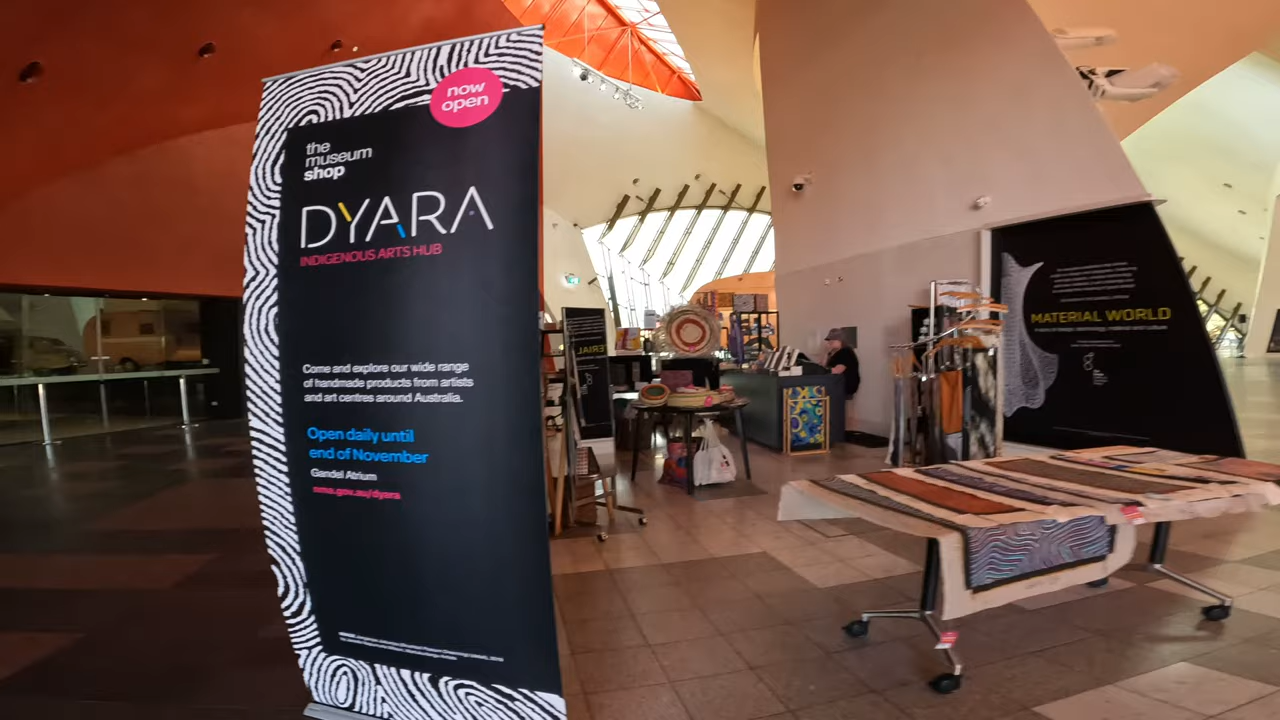 now
open
the
museum
shop
DYARA
INDIGENOUS ARTS HUB
Come and explore our wide range
of handmade products from artists
and art centres around Australia.
Open daily until
end of November
Gandel Atrium
nma.gov.au/dyara
MATERIAL WORLD
ERIAL